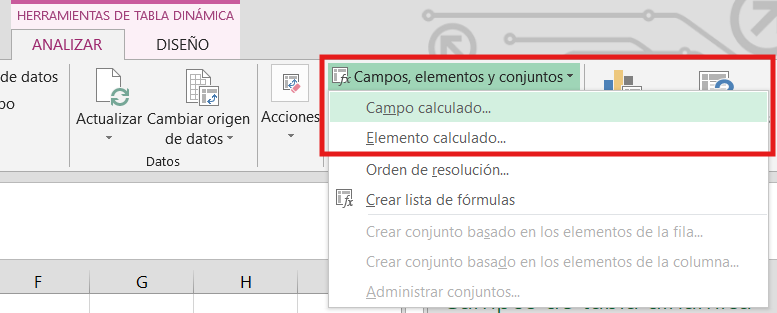 HERRAMIENTAS DE TABLA DINÁMICA
ANALIZAR
DISEÑO
e de datos
po
Actualizar
Cambiar origen
de datos
Datos
Acciones
Campos, elementos y conjuntos
Campo calculado...
Elemento calculado...
Orden de resolución...
Crear lista de fórmulas
Crear conjunto basado en los elementos de la fila...
Crear conjunto basado en los elementos de la columna...
Administrar conjuntos...
F
G
H